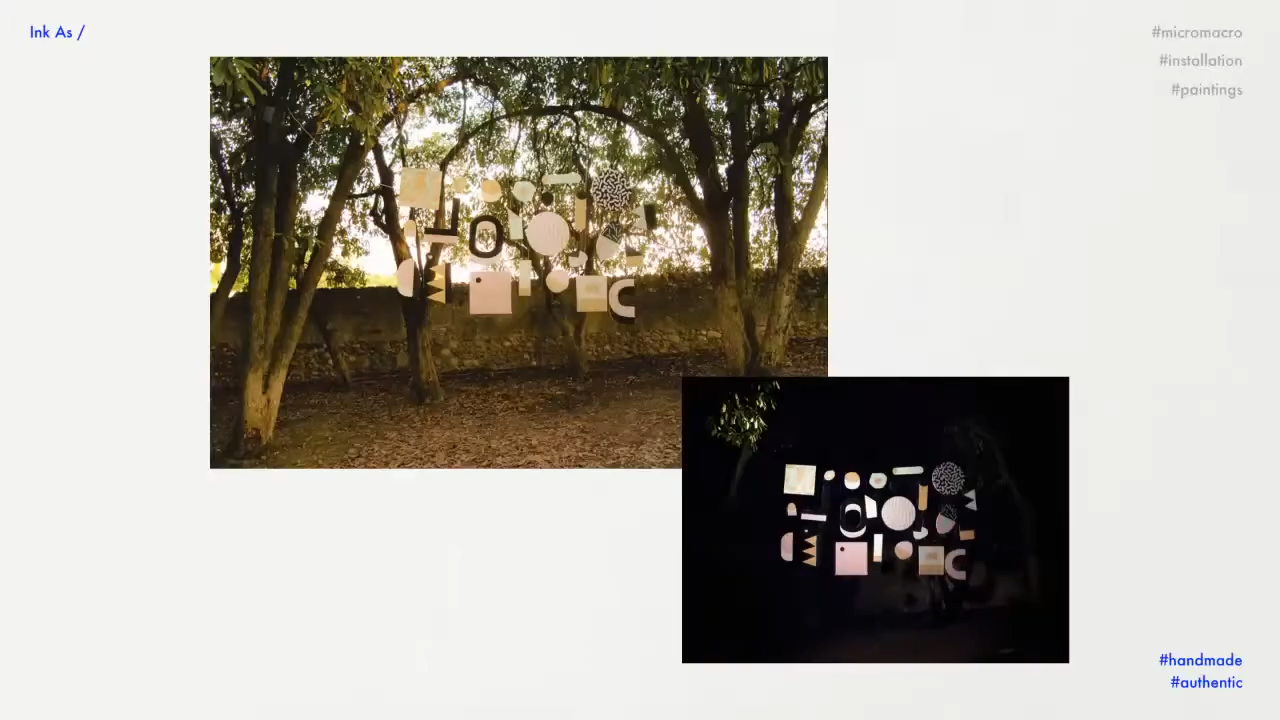 Ink As /
#micromacro
#installation
#paintings
#handmade
#authentic